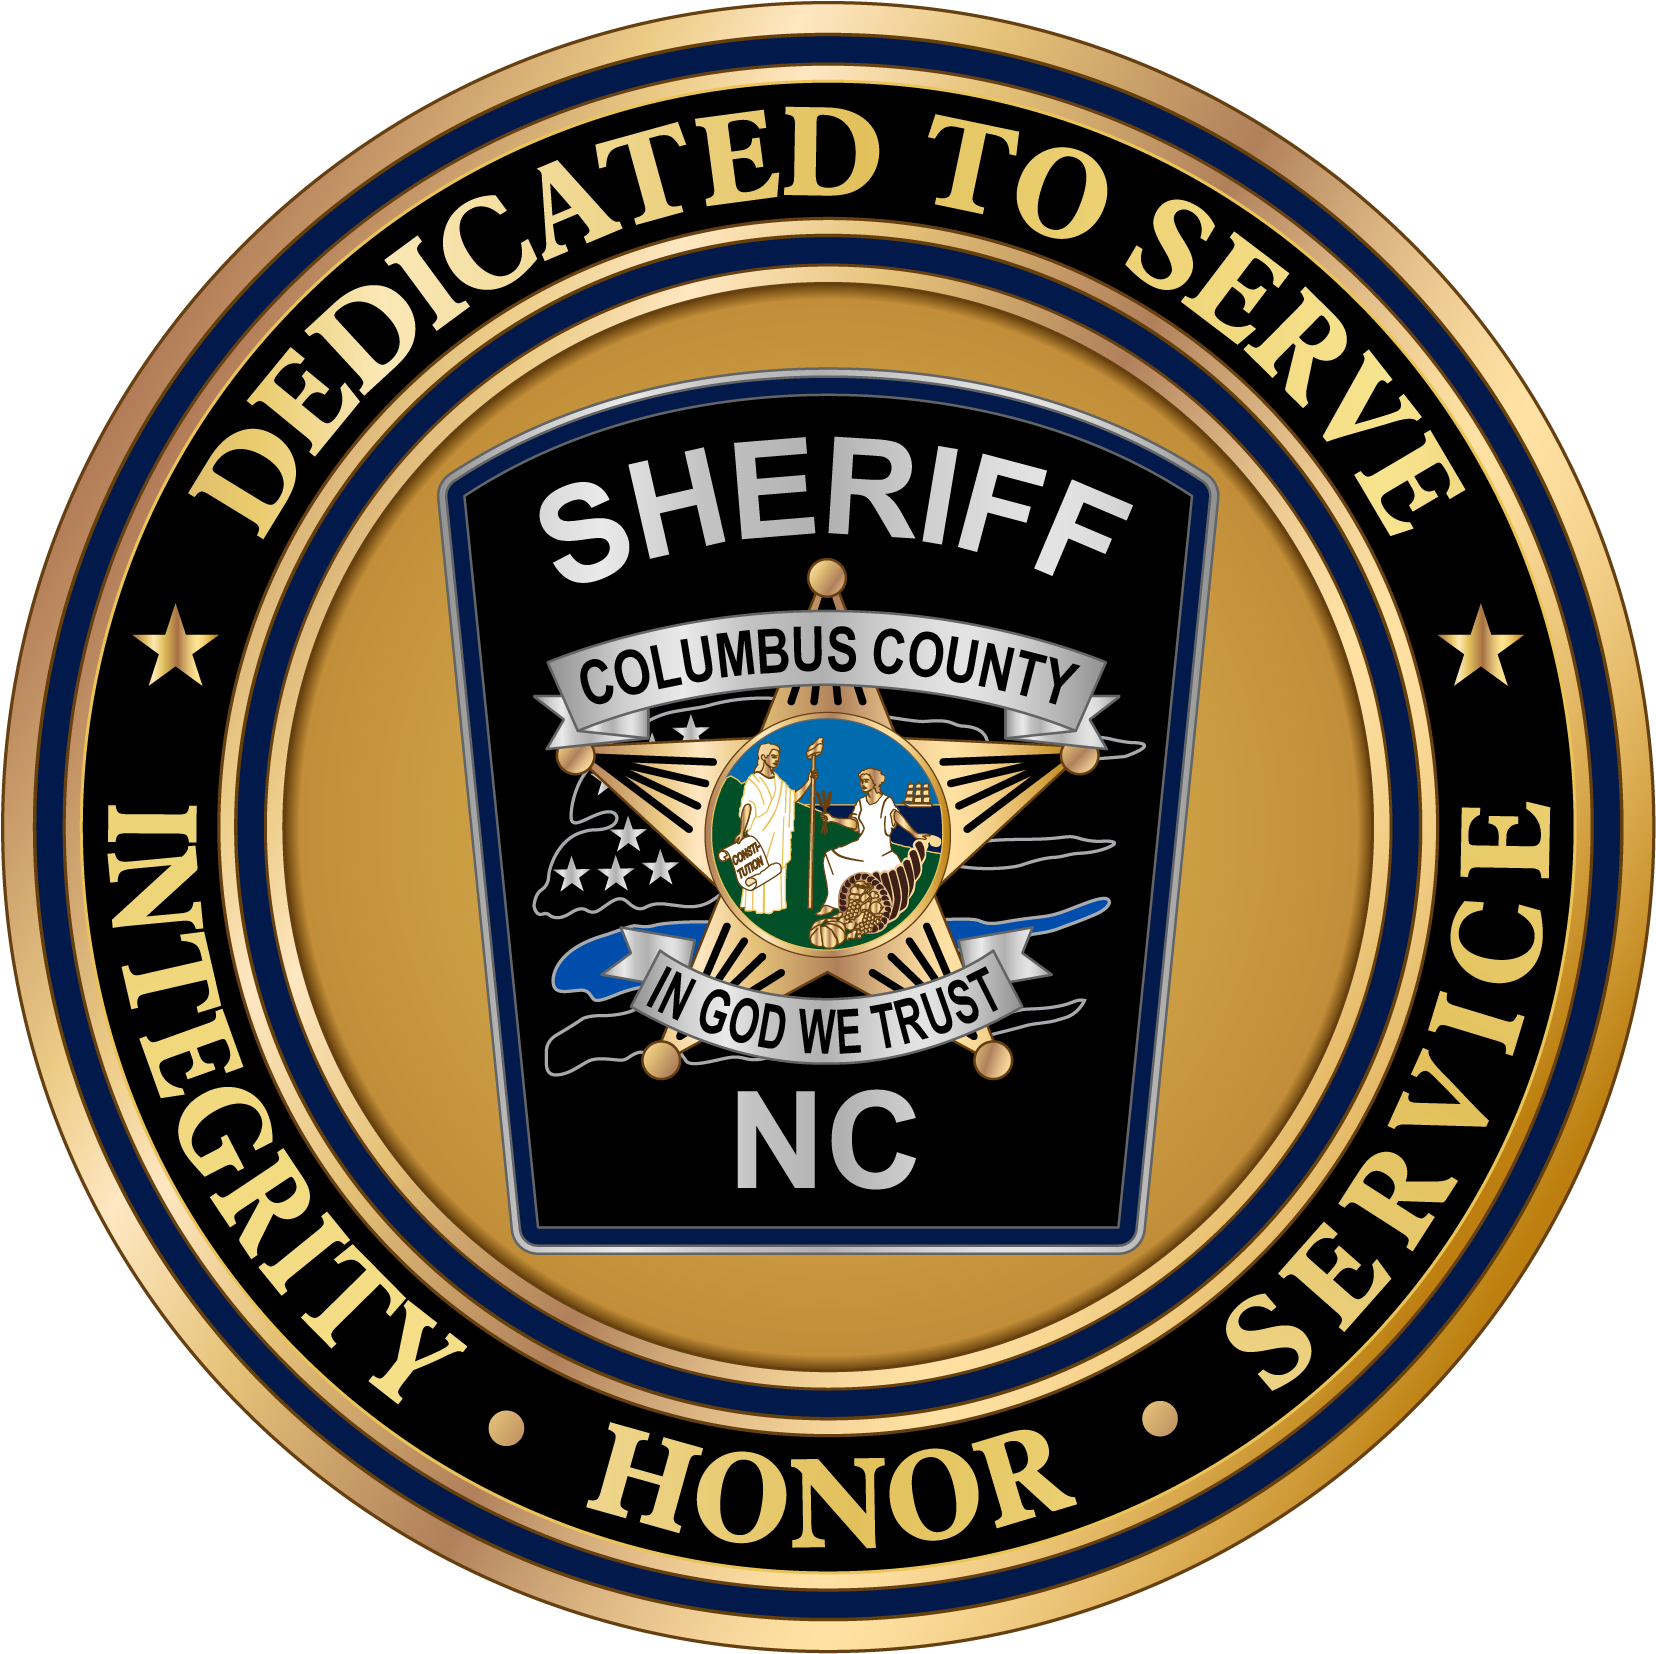 DEDICATED TO SERVE
SHERIFF
COLUMBUS COUNTY
CONSTI-
TUTION
IN GOD WE TRUST
NC
INTEGRITY • HONOR • SERVICE